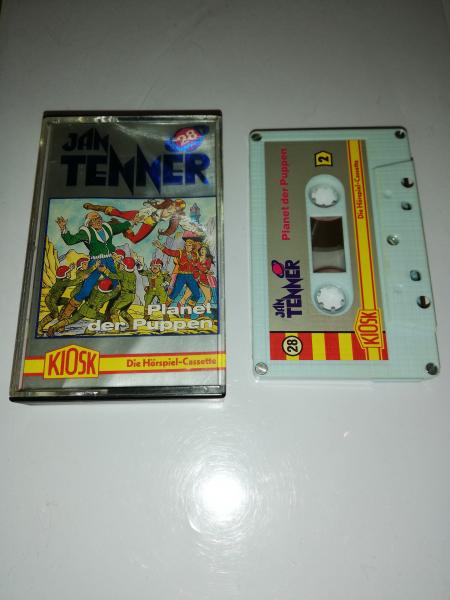 28
JAN
TENNER
Planet
der Puppen
KIOSK
Die Hörspiel-Cassette
2
Planet der Puppen
JAN
TENNER
28
Die Hörspiel-Cassette
KIOSK